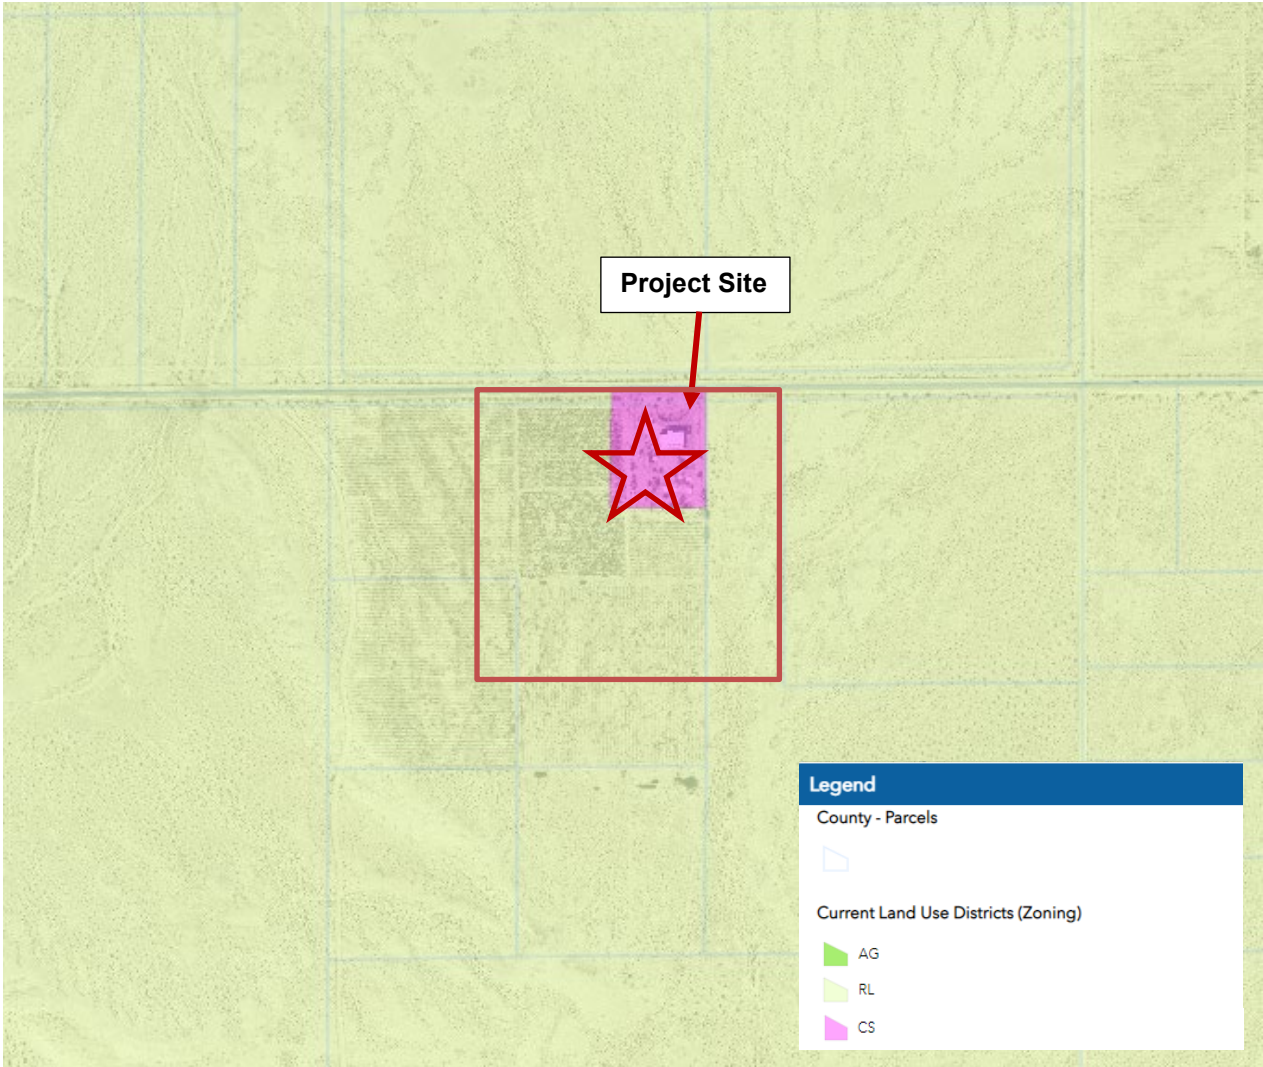 Project Site
Legend
County - Parcels
Current Land Use Districts (Zoning)
AG
RL
CS